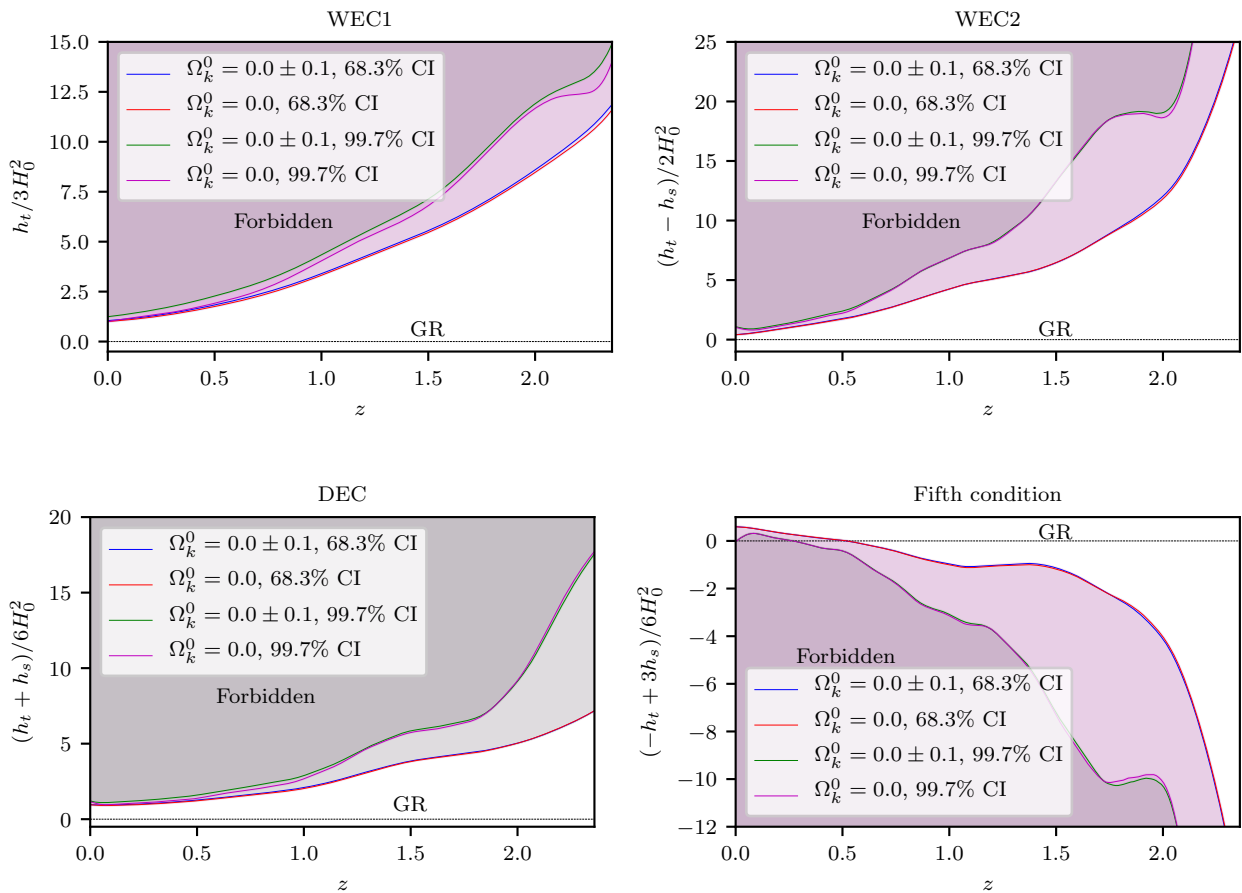 WEC1
15.0
12.5
10.0
7.5
5.0
2.5
0.0
h_t/3H_0^2
Ω_k^0 = 0.0 ± 0.1, 68.3% CI
Ω_k^0 = 0.0, 68.3% CI
Ω_k^0 = 0.0 ± 0.1, 99.7% CI
Ω_k^0 = 0.0, 99.7% CI
Forbidden
GR
0.0 0.5 1.0 1.5 2.0
z
WEC2
25
20
15
10
5
0
(h_t − h_s)/2H_0^2
Ω_k^0 = 0.0 ± 0.1, 68.3% CI
Ω_k^0 = 0.0, 68.3% CI
Ω_k^0 = 0.0 ± 0.1, 99.7% CI
Ω_k^0 = 0.0, 99.7% CI
Forbidden
GR
0.0 0.5 1.0 1.5 2.0
z
DEC
20
15
10
5
0
(h_t + h_s)/6H_0^2
Ω_k^0 = 0.0 ± 0.1, 68.3% CI
Ω_k^0 = 0.0, 68.3% CI
Ω_k^0 = 0.0 ± 0.1, 99.7% CI
Ω_k^0 = 0.0, 99.7% CI
Forbidden
GR
0.0 0.5 1.0 1.5 2.0
z
Fifth condition
GR
0
−2
−4
−6
−8
−10
−12
(−h_t + 3h_s)/6H_0^2
Forbidden
Ω_k^0 = 0.0 ± 0.1, 68.3% CI
Ω_k^0 = 0.0, 68.3% CI
Ω_k^0 = 0.0 ± 0.1, 99.7% CI
Ω_k^0 = 0.0, 99.7% CI
0.0 0.5 1.0 1.5 2.0
z